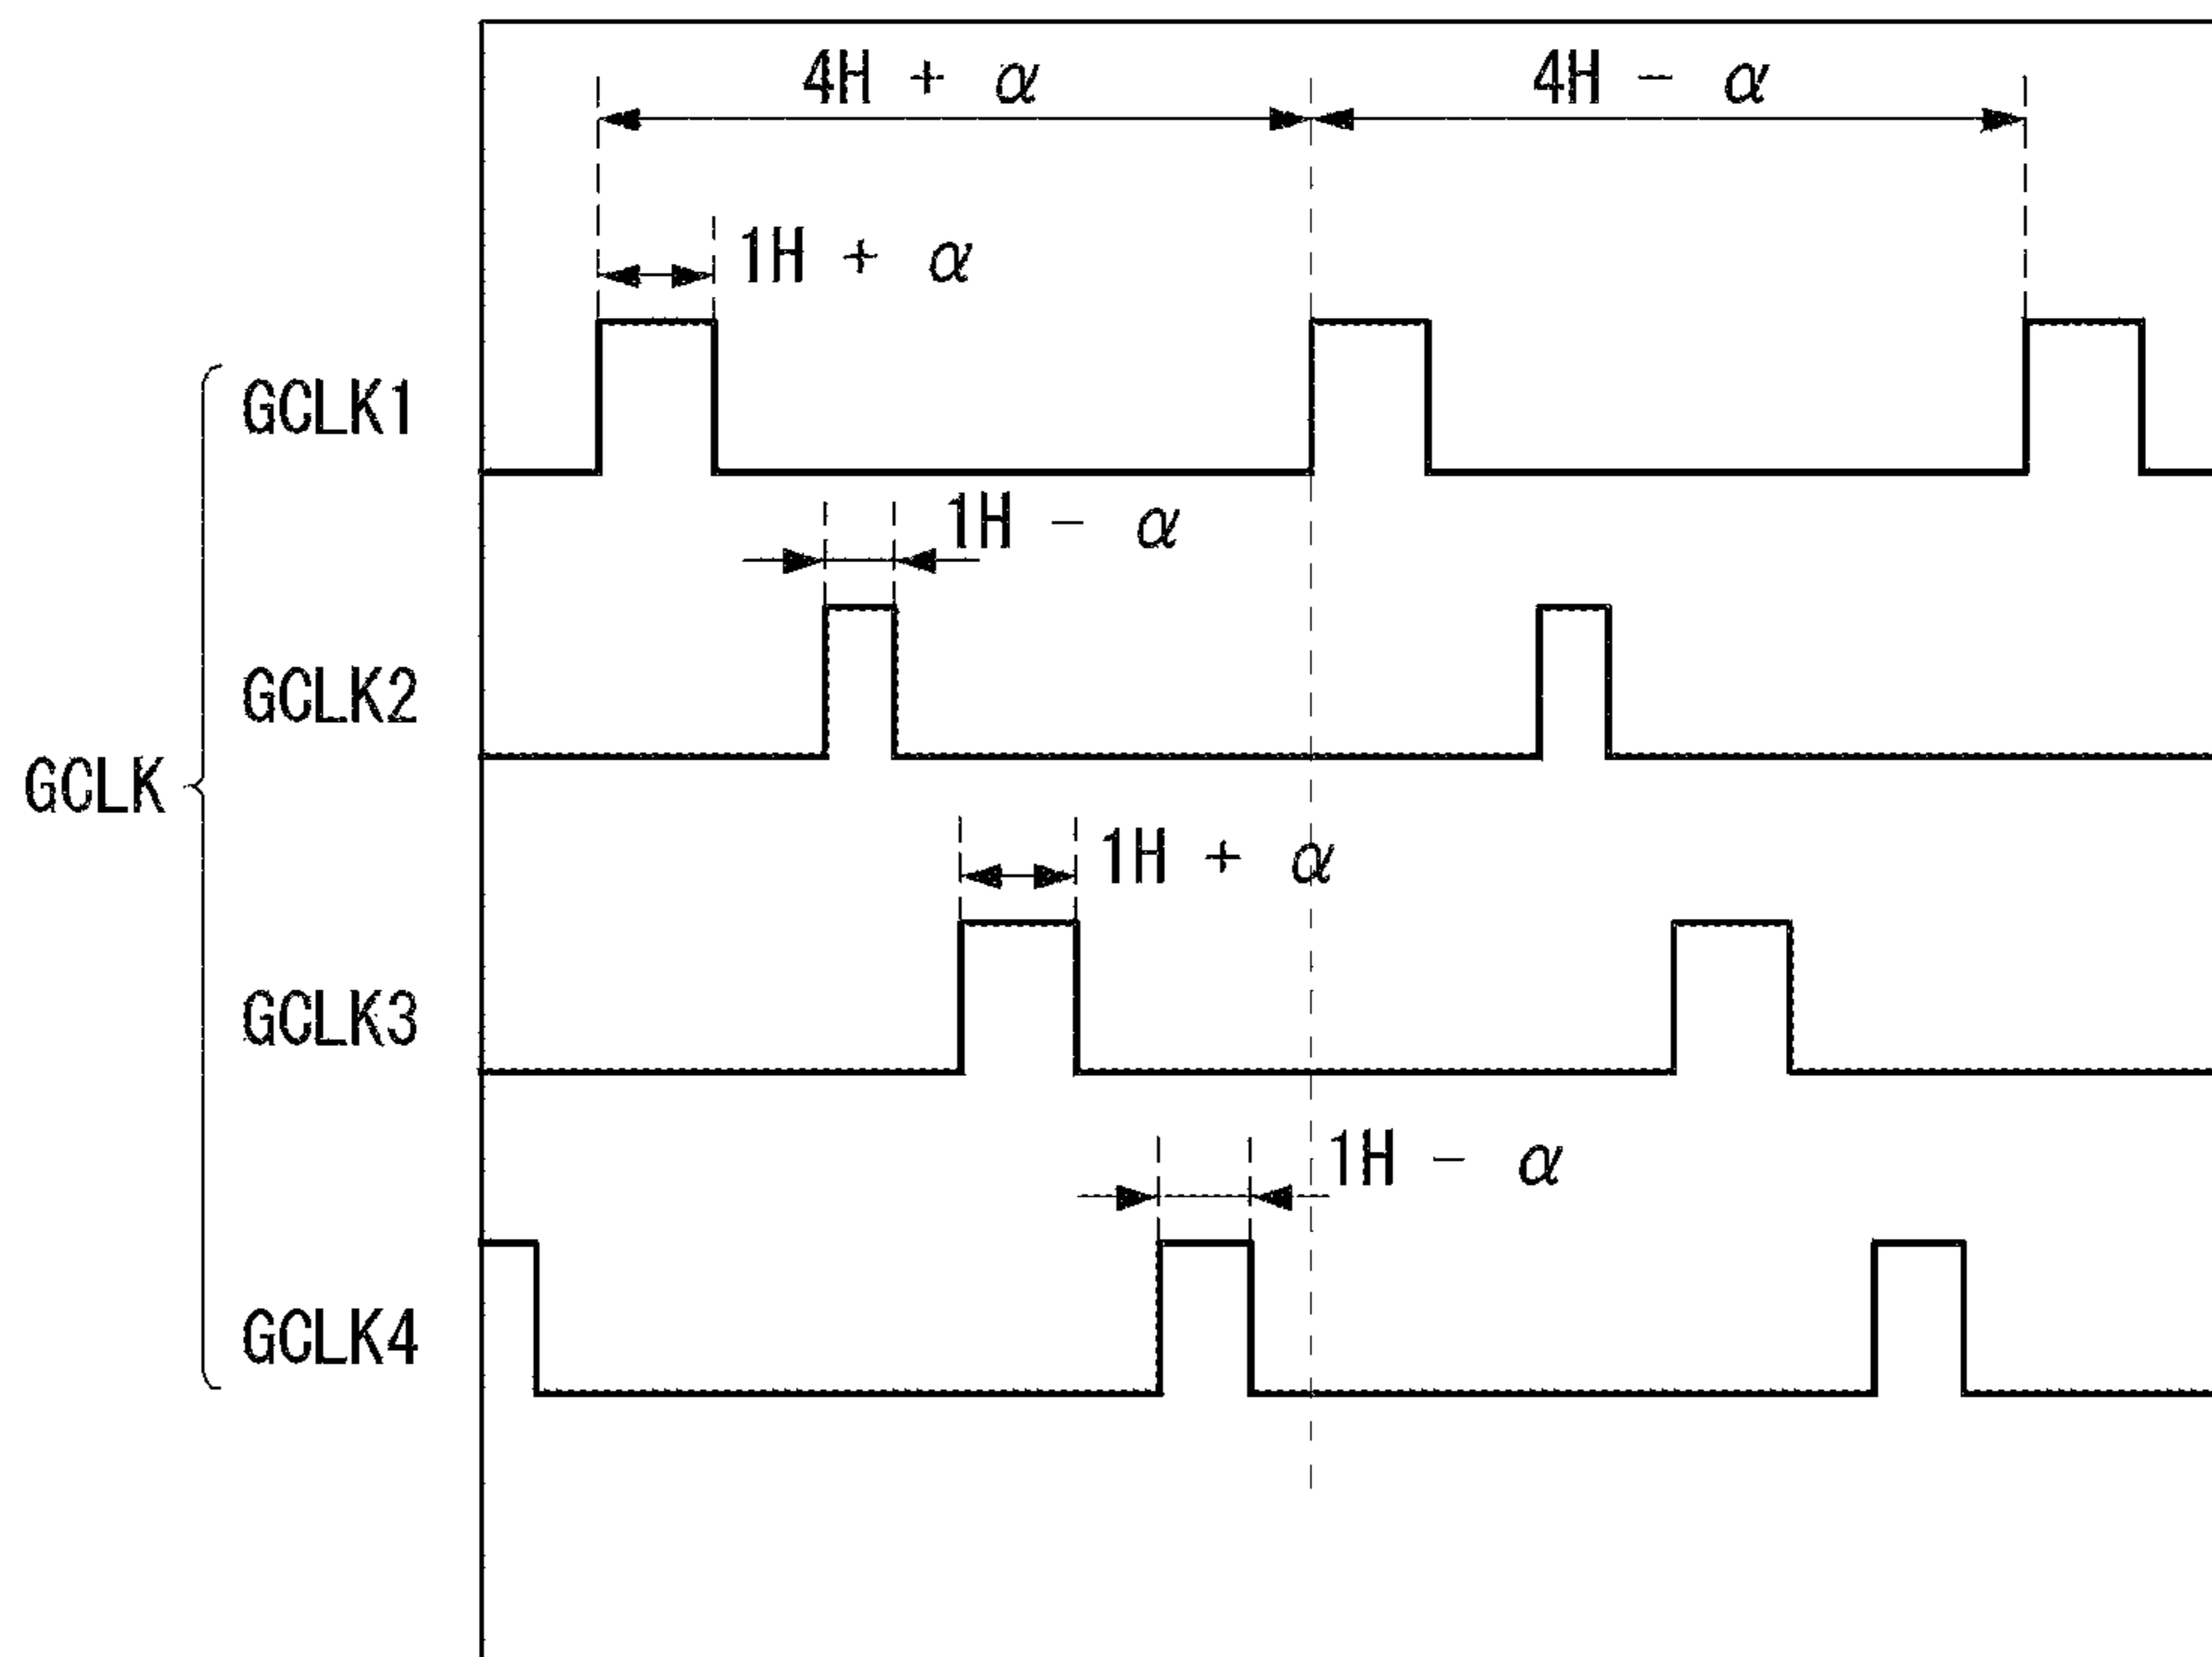 4H + α
4H − α
1H + α
GCLK1
1H − α
GCLK2
GCLK
1H + α
GCLK3
1H − α
GCLK4